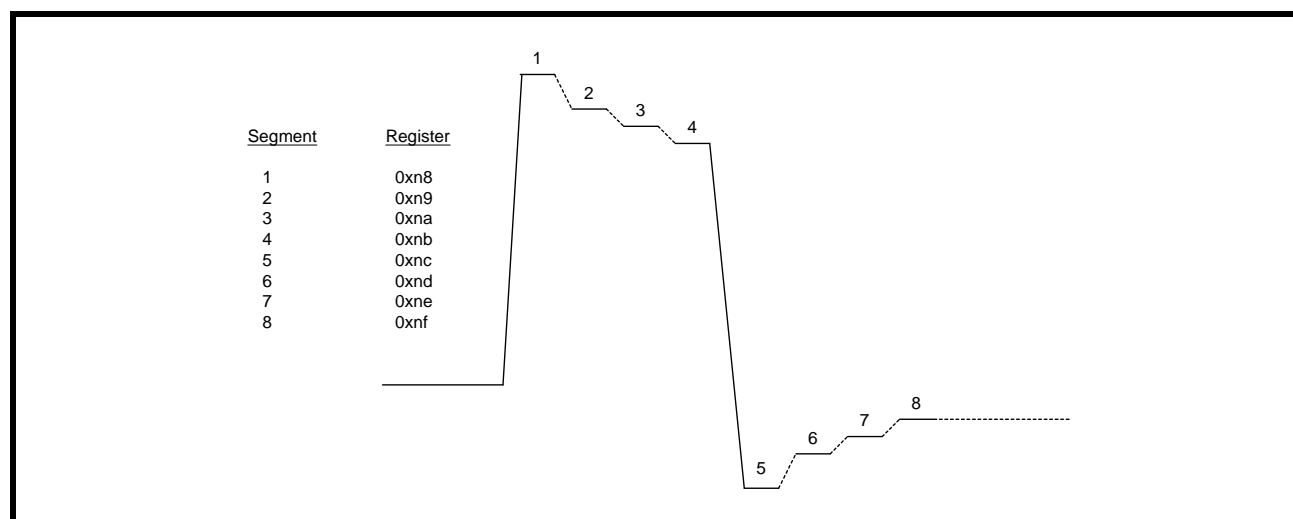 1
2
3
4
Segment Register
1 0xn8
2 0xn9
3 0xna
4 0xnb
5 0xnc
6 0xnd
7 0xne
8 0xnf
8
7
6
5